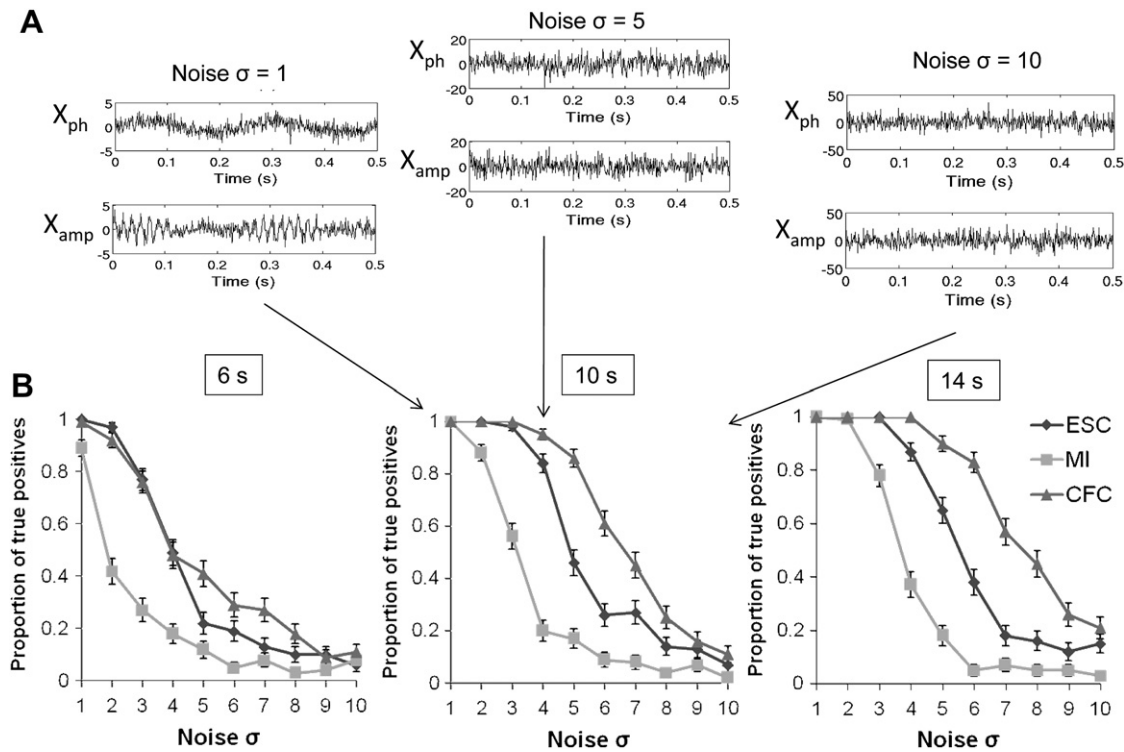 A
Noise σ = 1
X_ph
5
0
-5
0 0.1 0.2 0.3 0.4 0.5
Time (s)
X_amp
5
0
-5
0 0.1 0.2 0.3 0.4 0.5
Time (s)
Noise σ = 5
X_ph
20
0
-20
0 0.1 0.2 0.3 0.4 0.5
Time (s)
X_amp
20
0
-20
0 0.1 0.2 0.3 0.4 0.5
Time (s)
Noise σ = 10
X_ph
50
0
-50
0 0.1 0.2 0.3 0.4 0.5
Time (s)
X_amp
50
0
-50
0 0.1 0.2 0.3 0.4 0.5
Time (s)
B
6 s
Proportion of true positives
1
0.8
0.6
0.4
0.2
0
1 2 3 4 5 6 7 8 9 10
Noise σ
10 s
Proportion of true positives
1
0.8
0.6
0.4
0.2
0
1 2 3 4 5 6 7 8 9 10
Noise σ
14 s
Proportion of true positives
1
0.8
0.6
0.4
0.2
0
1 2 3 4 5 6 7 8 9 10
Noise σ
ESC
MI
CFC